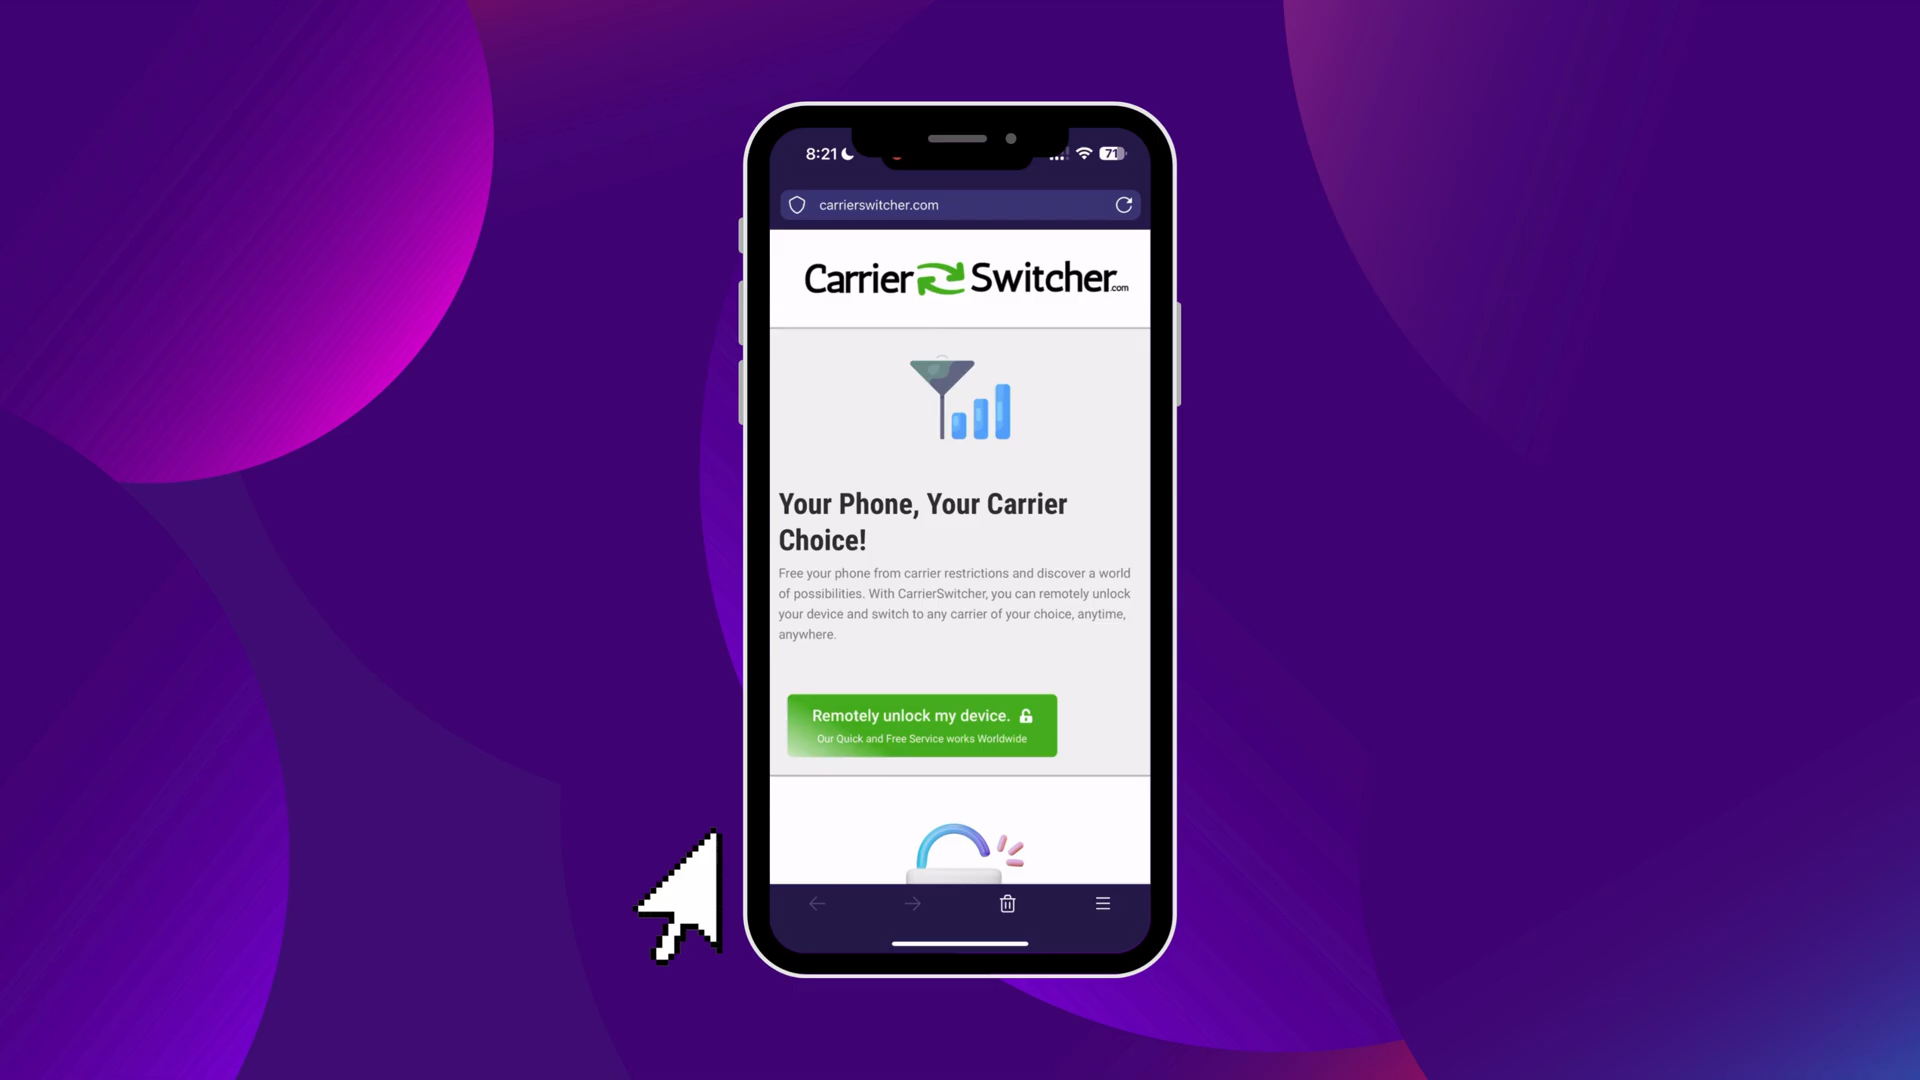 8:21
71
carrierswitcher.com
Carrier Switcher.com
Your Phone, Your Carrier
Choice!
Free your phone from carrier restrictions and discover a world
of possibilities. With CarrierSwitcher, you can remotely unlock
your device and switch to any carrier of your choice, anytime,
anywhere.
Remotely unlock my device.
Our Quick and Free Service works Worldwide